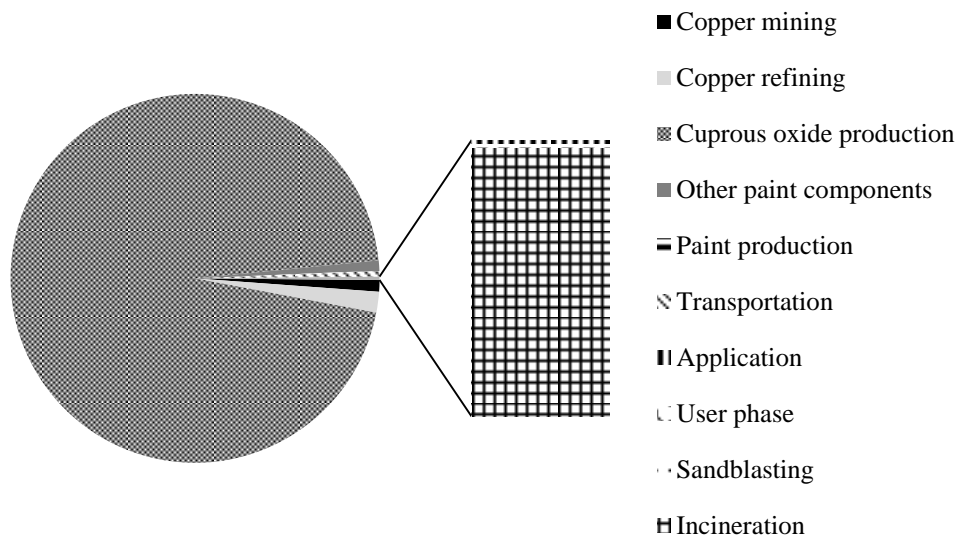 Copper mining
Copper refining
Cuprous oxide production
Other paint components
Paint production
Transportation
Application
User phase
Sandblasting
Incineration